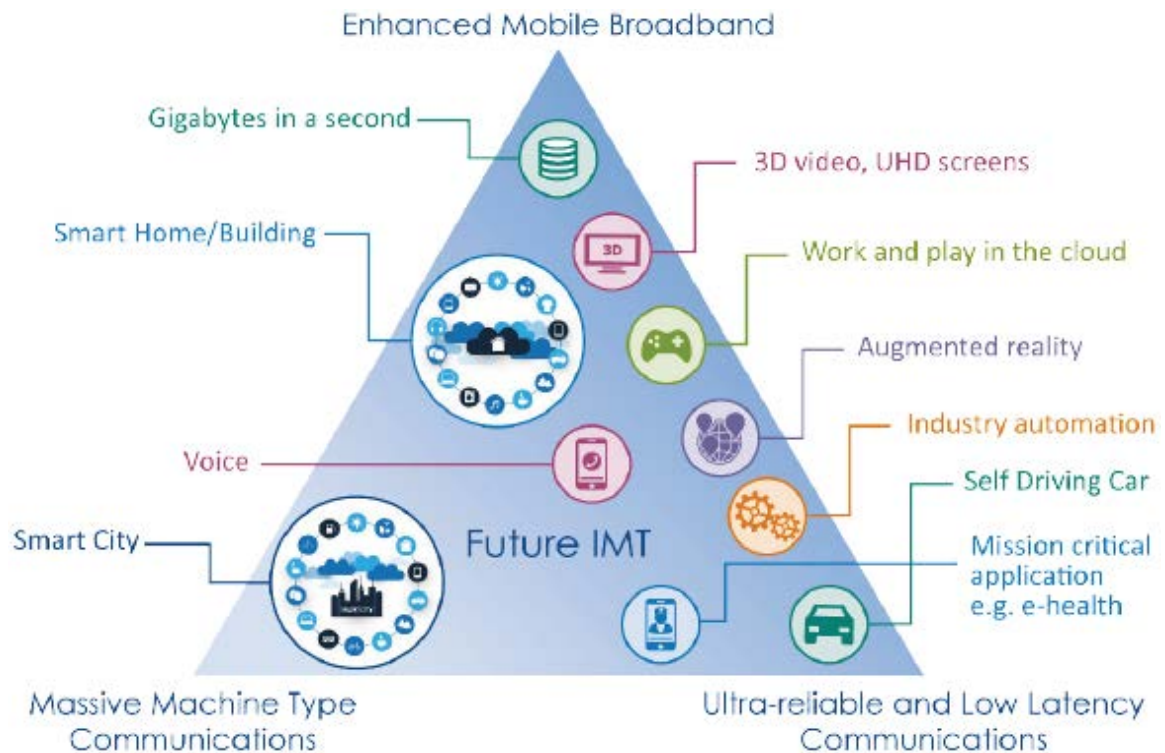 Enhanced Mobile Broadband
Gigabytes in a second
3D video, UHD screens
Smart Home/Building
3D
Work and play in the cloud
Augmented reality
Industry automation
Voice
Self Driving Car
Smart City
Future IMT
Mission critical
application
e.g. e-health
Massive Machine Type
Communications
Ultra-reliable and Low Latency
Communications